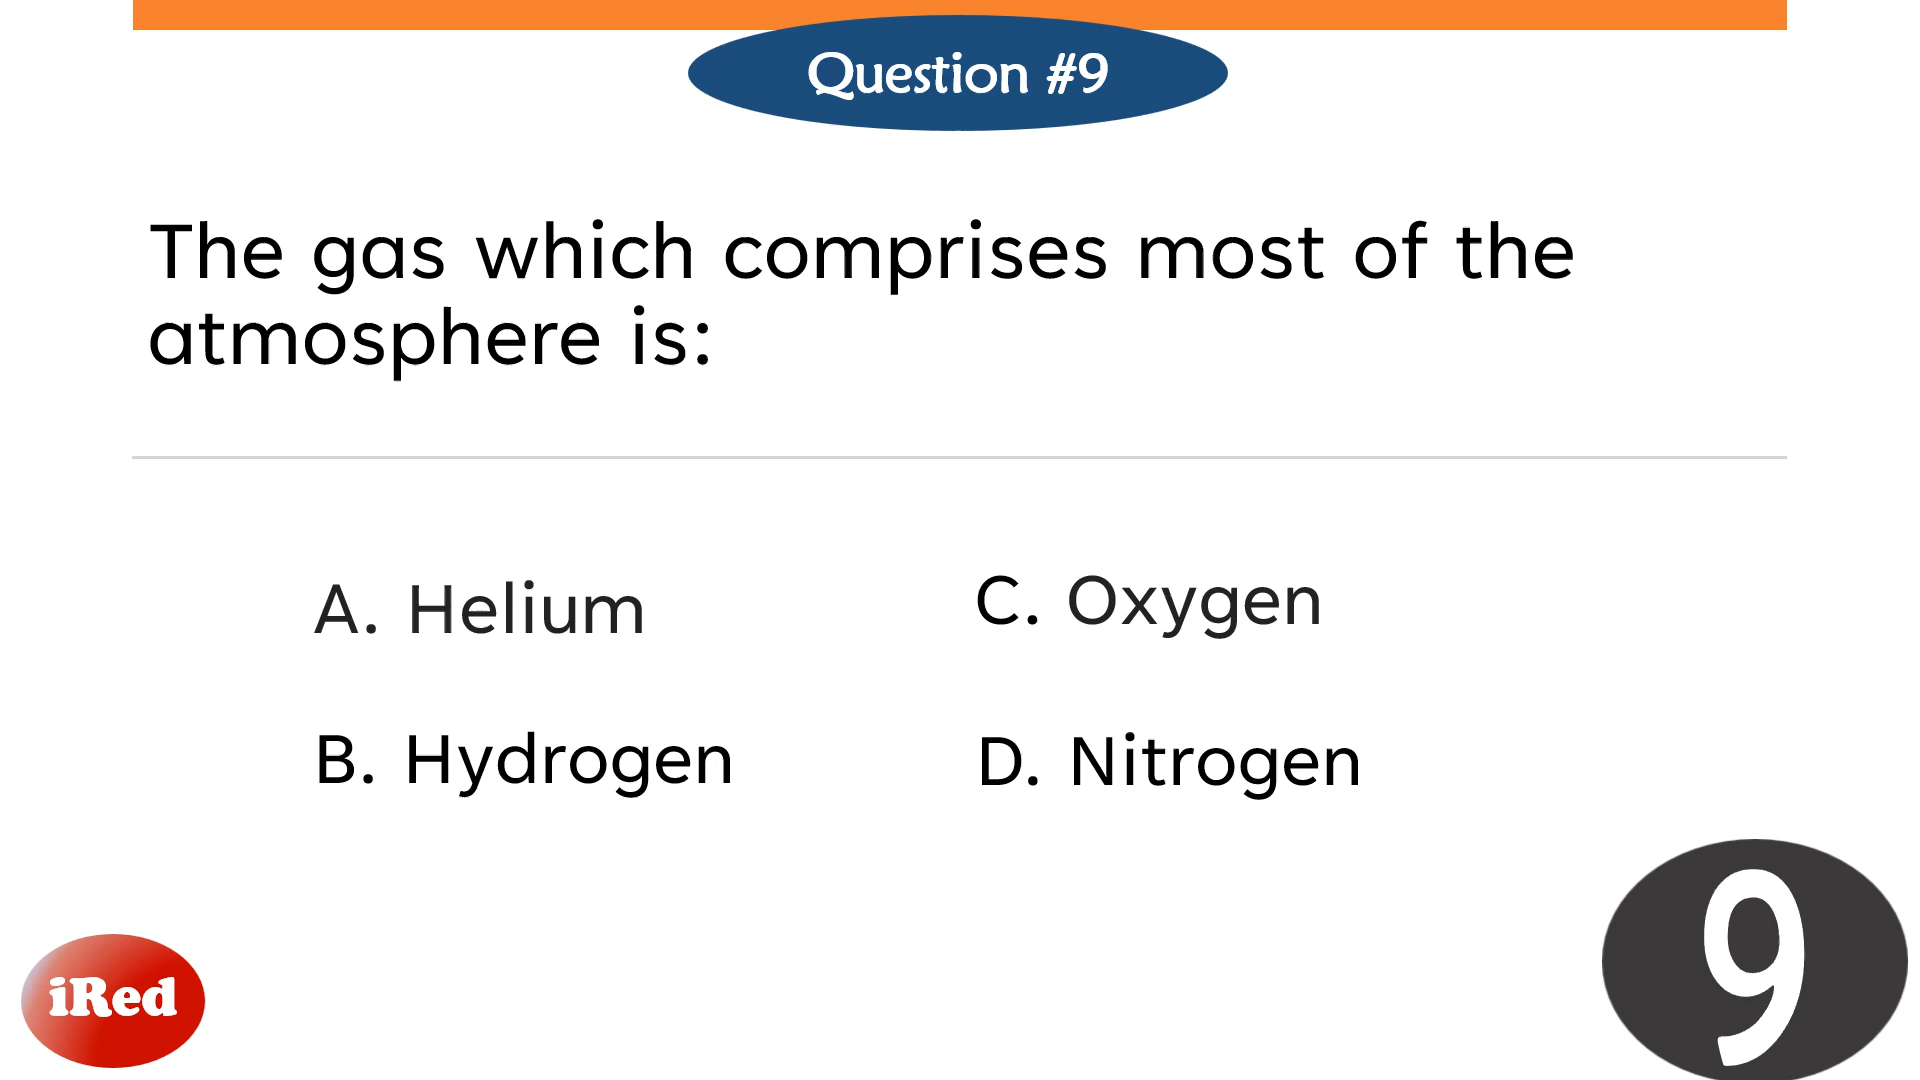 Question #9
The gas which comprises most of the
atmosphere is:
A. Helium
B. Hydrogen
C. Oxygen
D. Nitrogen
iRed
9